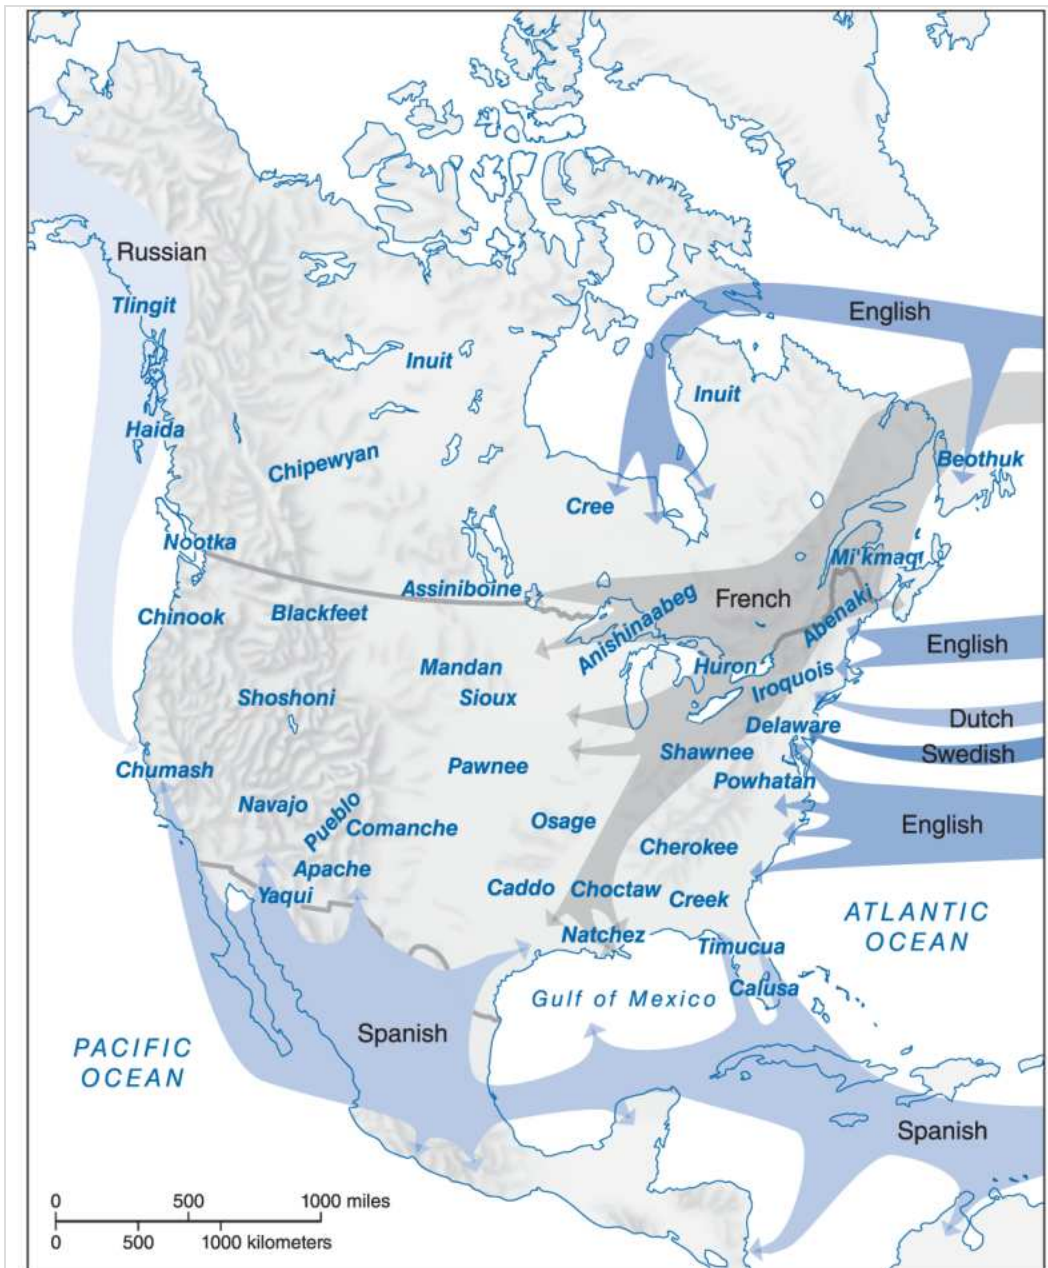 Russian
Tlingit
English
Inuit
Inuit
Haida
Chipewyan
Beothuk
Cree
Nootka
Mi'kmaq
Assiniboine
French
Chinook
Blackfeet
Anishinaabeg
Abenaki
English
Mandan
Huron
Iroquois
Shoshoni
Sioux
Delaware
Dutch
Shawnee
Swedish
Chumash
Pawnee
Powhatan
Navajo
Pueblo
Comanche
Osage
English
Cherokee
Apache
Yaqui
Caddo
Choctaw
Creek
ATLANTIC
OCEAN
Natchez
Timucua
Calusa
Gulf of Mexico
Spanish
PACIFIC
OCEAN
Spanish
0 500 1000 miles
0 500 1000 kilometers